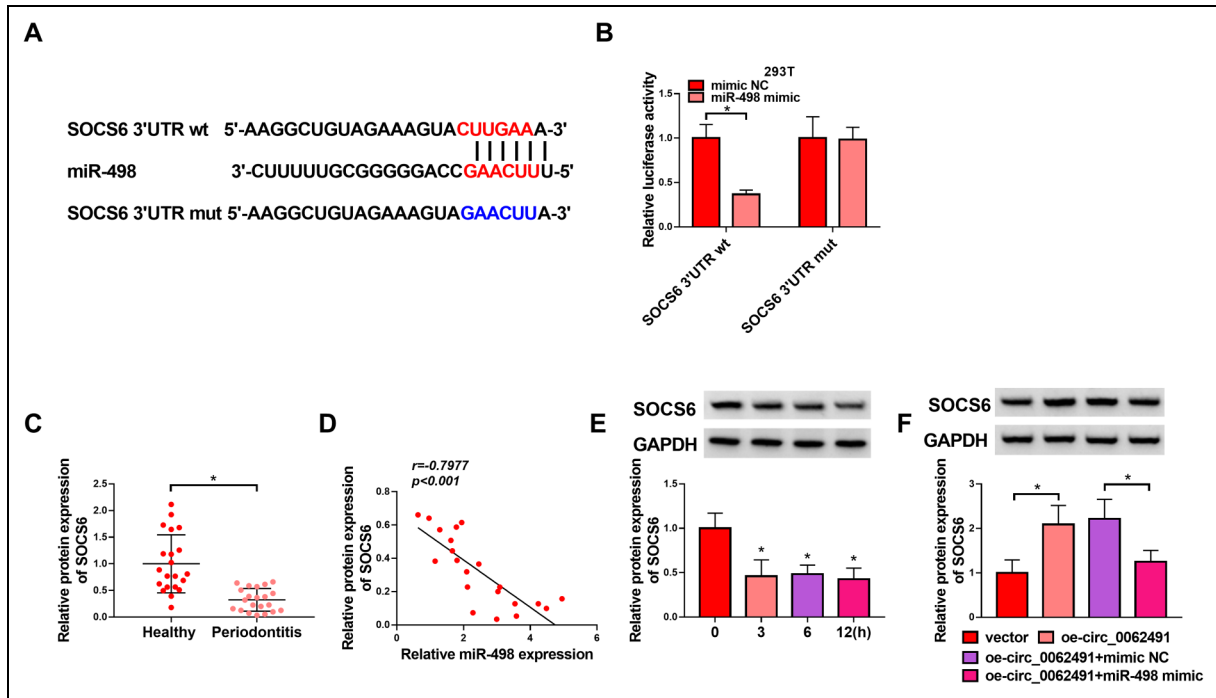 A
SOCS6 3'UTR wt 5'-AAGGCUGUAGAAAGUACUUGAAA-3'
miR-498 3'-CUUUUUGCGGGGGACCGAACUUU-5'
SOCS6 3'UTR mut 5'-AAGGCUGUAGAAAGUAGAACUUA-3'
B
293T
mimic NC
miR-498 mimic
*
Relative luciferase activity
1.5
1.0
0.5
0.0
SOCS6 3'UTR wt
SOCS6 3'UTR mut
C
*
Relative protein expression
of SOCS6
2.5
2.0
1.5
1.0
0.5
0.0
Healthy
Periodontitis
D
r=-0.7977
p<0.001
Relative protein expression
of SOCS6
0.8
0.6
0.4
0.2
0.0
0
2
4
6
Relative miR-498 expression
E
SOCS6
GAPDH
Relative protein expression
of SOCS6
1.5
1.0
0.5
0.0
*
*
*
0
3
6
12(h)
F
SOCS6
GAPDH
Relative protein expression
of SOCS6
3
2
1
0
*
*
vector
oe-circ_0062491
oe-circ_0062491+mimic NC
oe-circ_0062491+miR-498 mimic